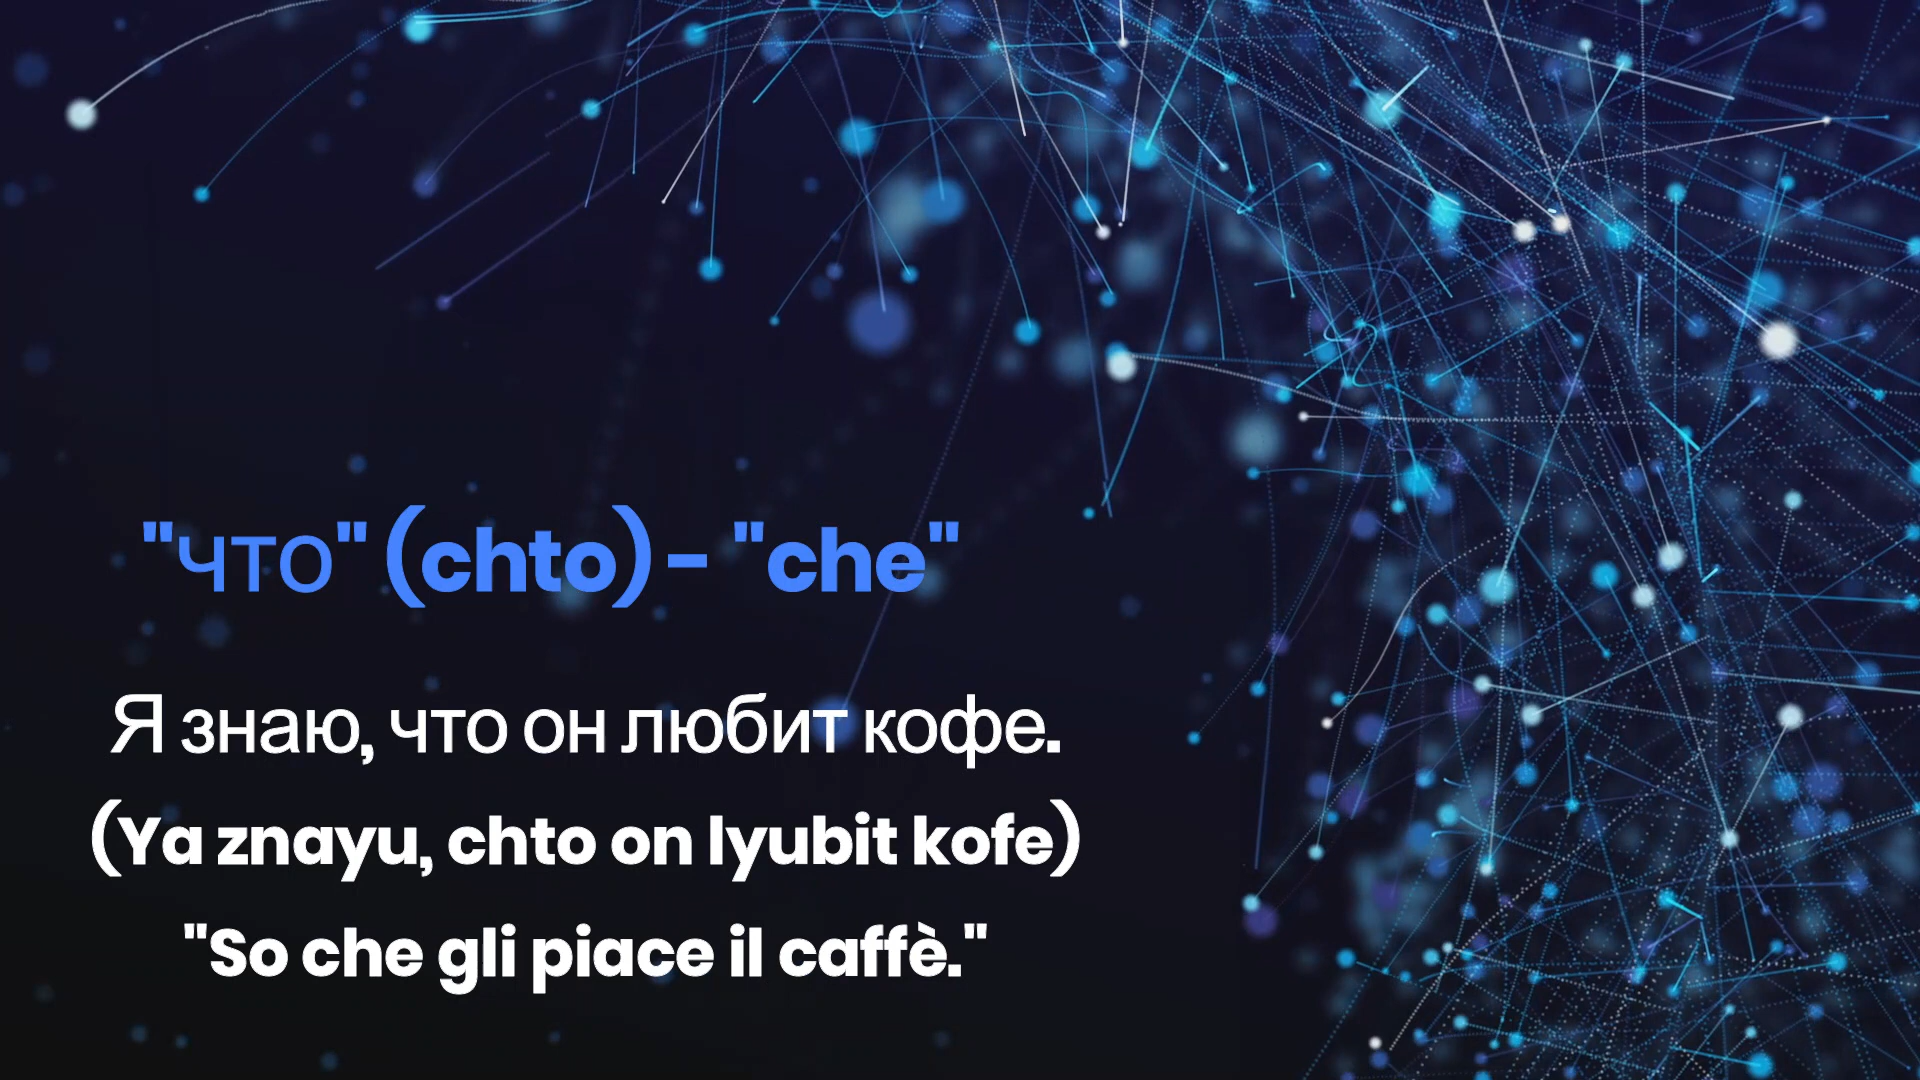 "что" (chto) - "che"
Я знаю, что он любит кофе.
(Ya znayu, chto on lyubit kofe)
"So che gli piace il caffè."